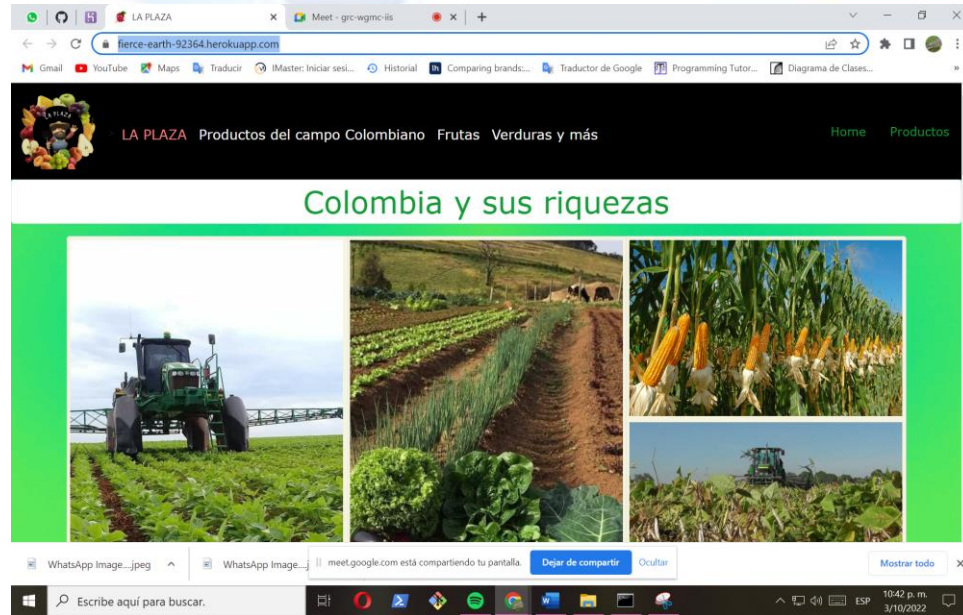 LA PLAZA
Meet - grc-wgmc-iis
fierce-earth-92364.herokuapp.com
Gmail YouTube Maps Traducir IMaster: Iniciar sesi... Historial Comparing brands:... Traductor de Google Programming Tutor... Diagrama de Clases... »
LA PLAZA
LA PLAZA Productos del campo Colombiano Frutas Verduras y más Home Productos
Colombia y sus riquezas
WhatsApp Image....jpeg WhatsApp Image....j meet.google.com está compartiendo tu pantalla. Dejar de compartir Ocultar Mostrar todo
Escribe aquí para buscar. ESP 10:42 p. m.
3/10/2022